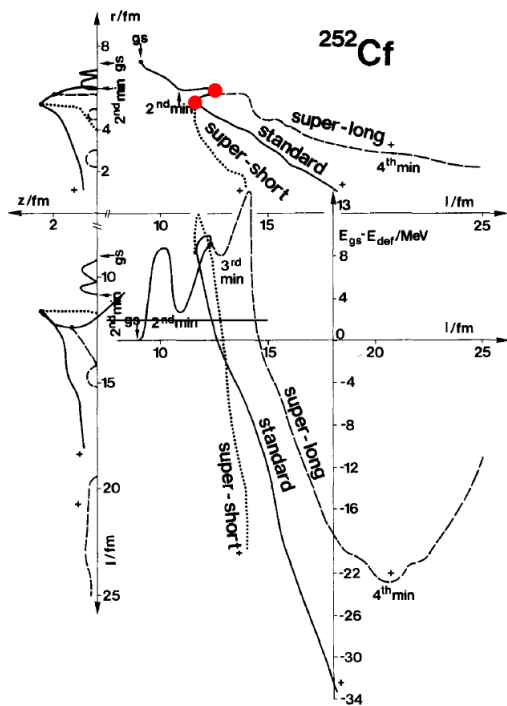 r/fm
252Cf
8
gs
gs
2nd min
2nd min
4
2
super-long
standard
super-short
4th min
13
z/fm
2
10
15
20
25
l/fm
Egs-Edef/MeV
gs
10
8
3rd min
4
2nd min
gs
2nd min
l/fm
0
10
15
20
25
-4
15
super-long
-8
standard
-12
super-short
20
-16
-22
l/fm
4th min
25
-26
-30
-34